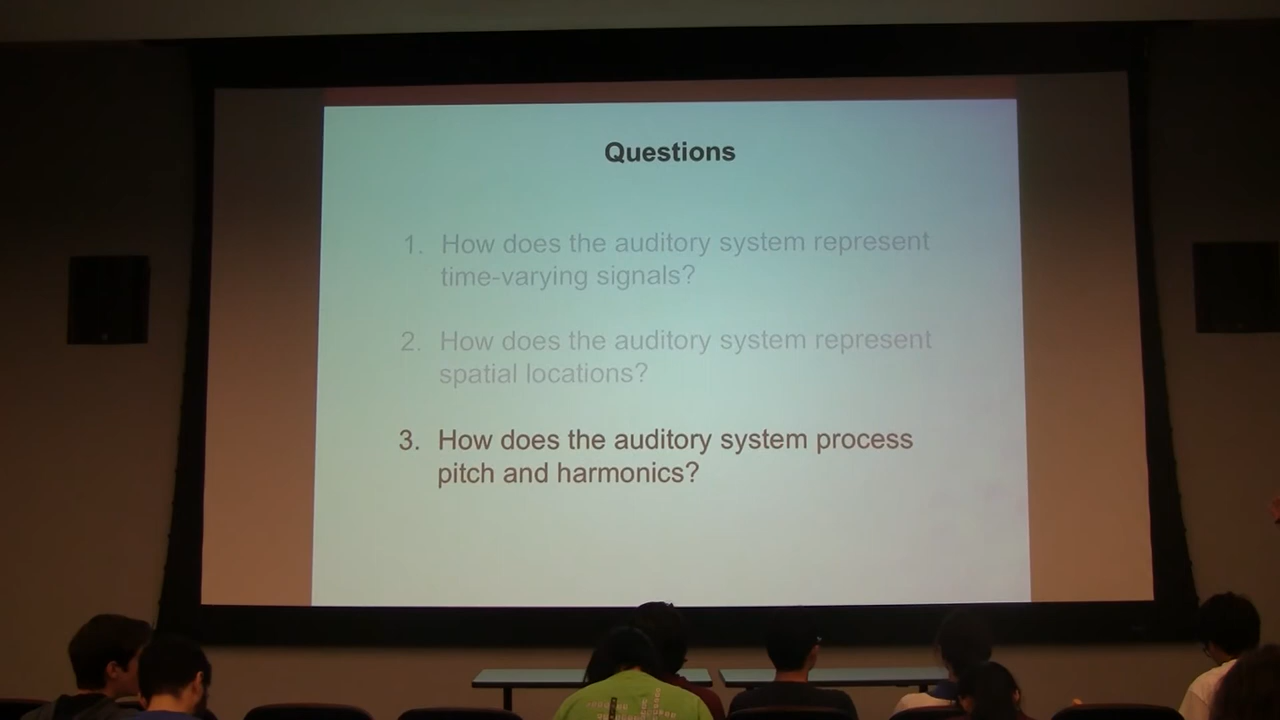 Questions
1. How does the auditory system represent
time-varying signals?
2. How does the auditory system represent
spatial locations?
3. How does the auditory system process
pitch and harmonics?